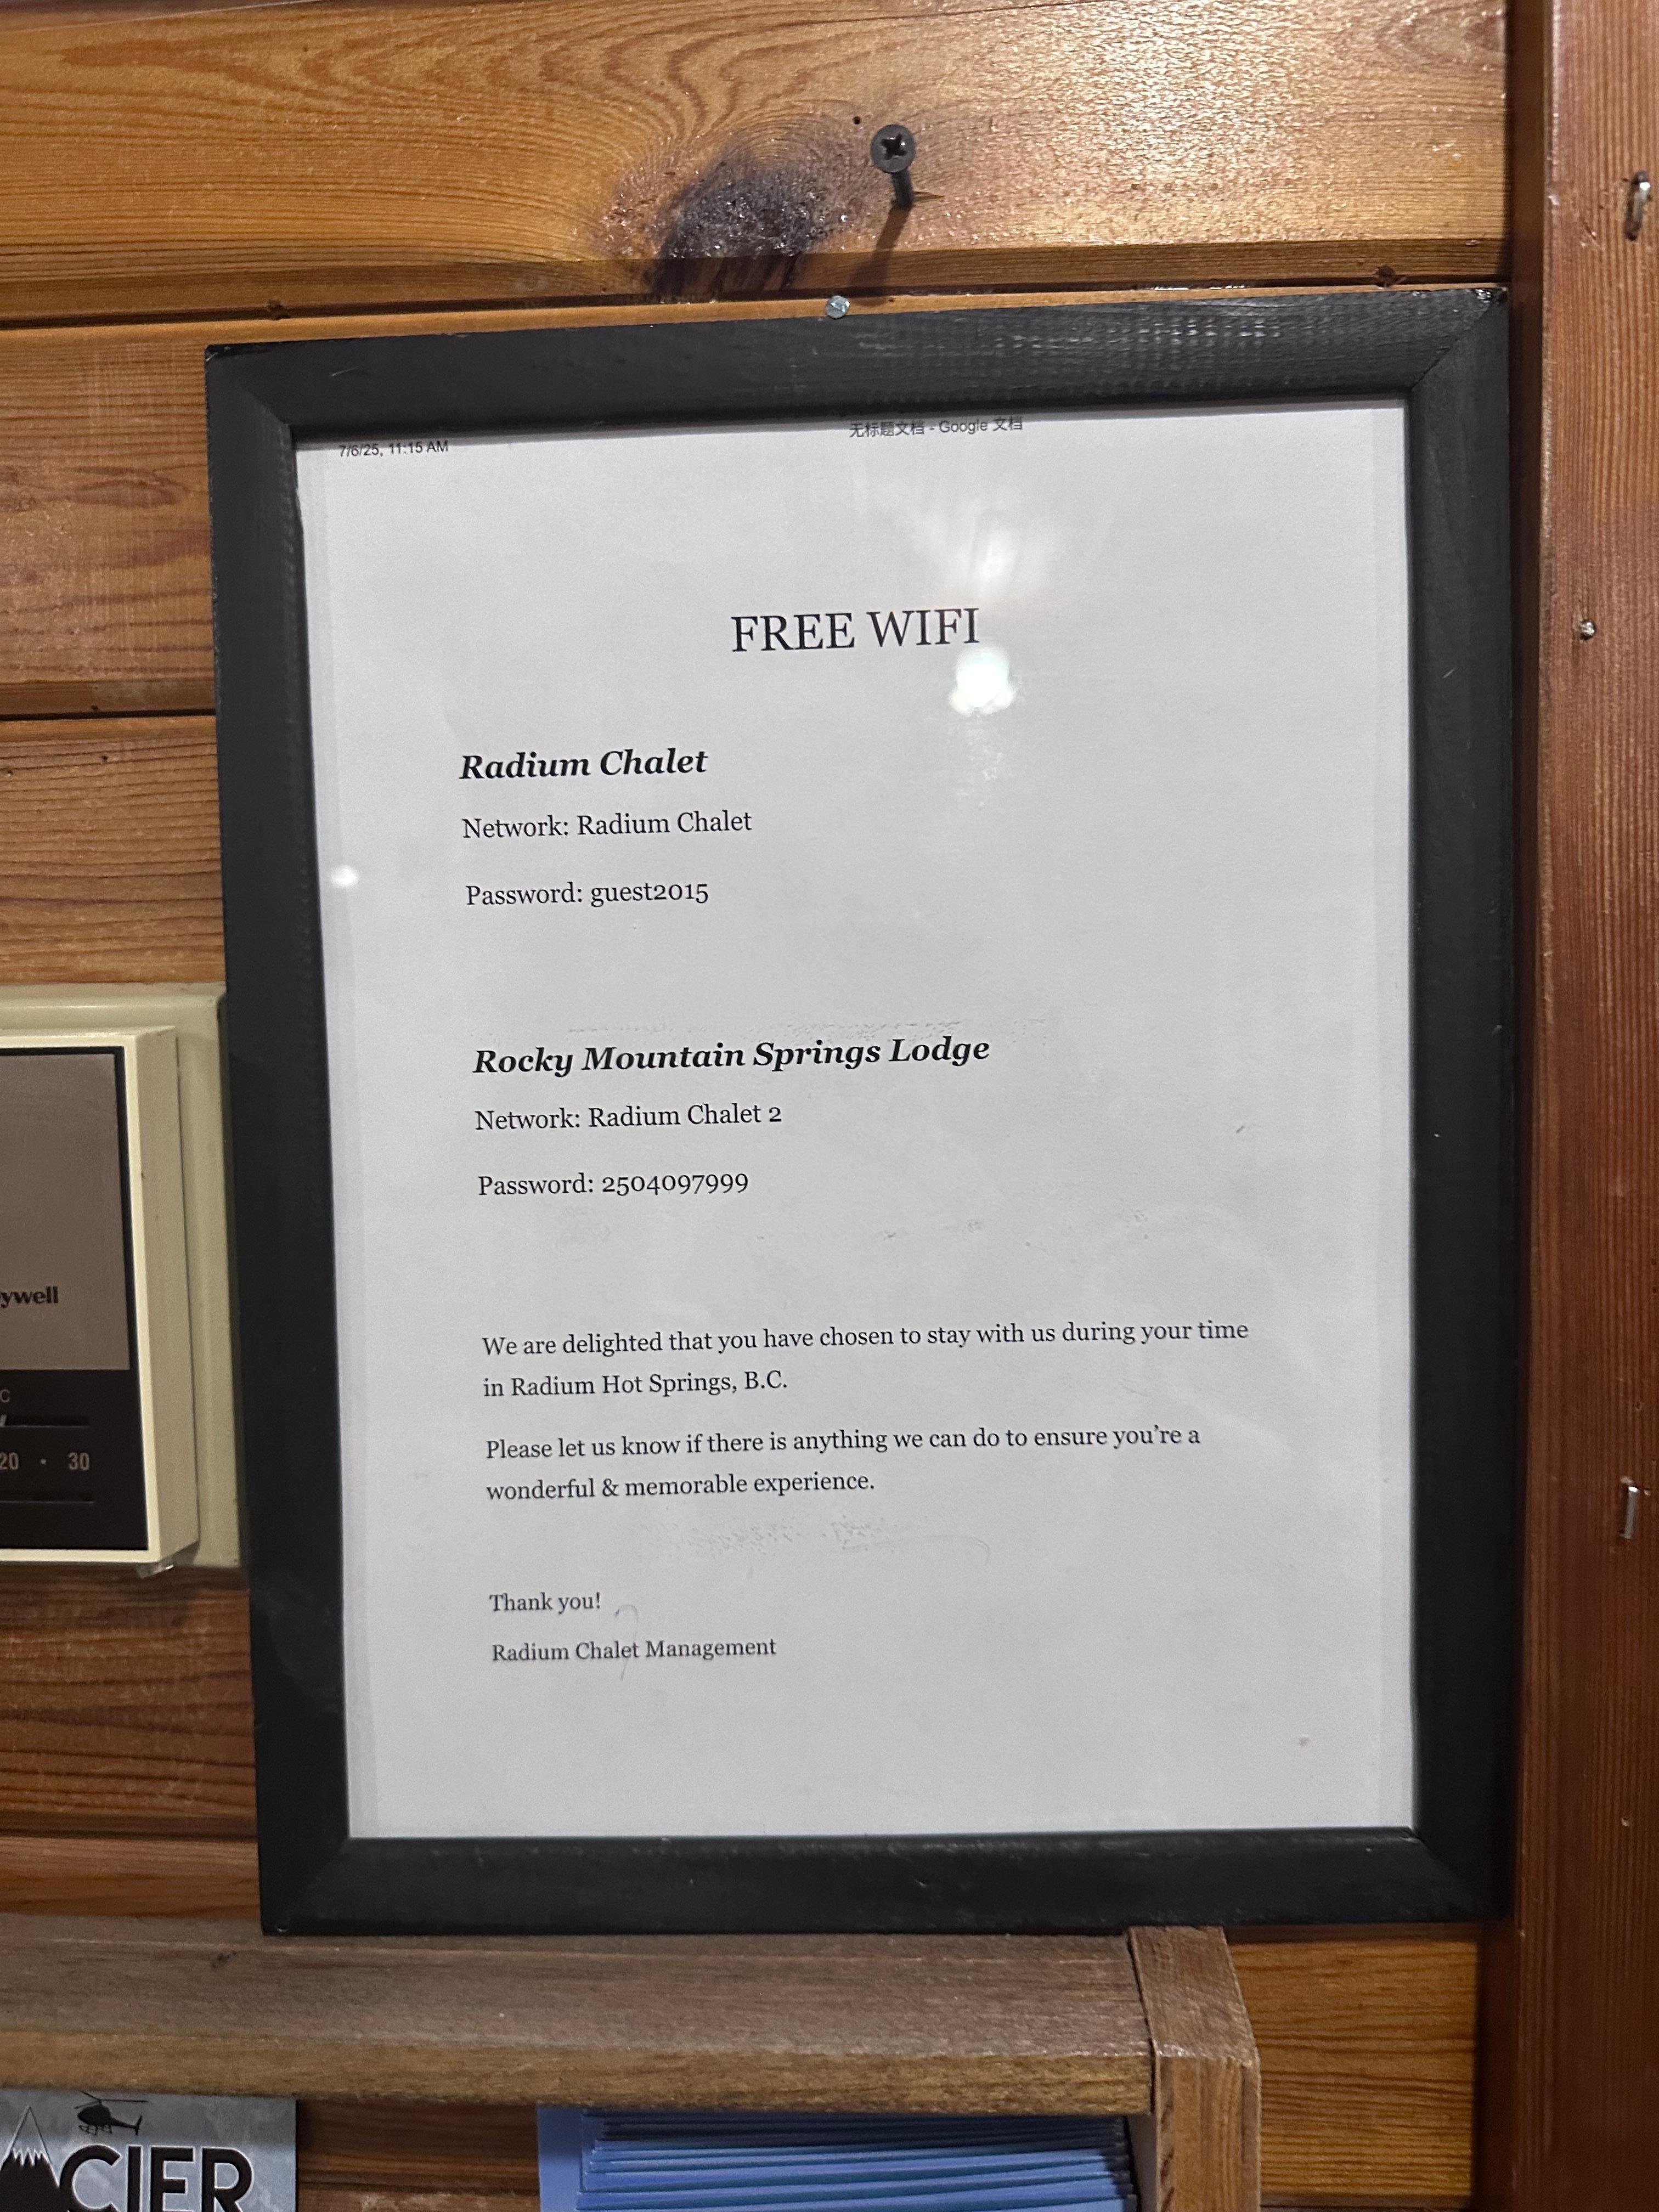 7/6/25, 11:15 AM
无标题文档 - Google 文档
FREE WIFI
Radium Chalet
Network: Radium Chalet
Password: guest2015
Rocky Mountain Springs Lodge
Network: Radium Chalet 2
Password: 2504097999
We are delighted that you have chosen to stay with us during your time
in Radium Hot Springs, B.C.
Please let us know if there is anything we can do to ensure you’re a
wonderful & memorable experience.
Thank you!
Radium Chalet Management
ywell
C
20 · 30
CIER